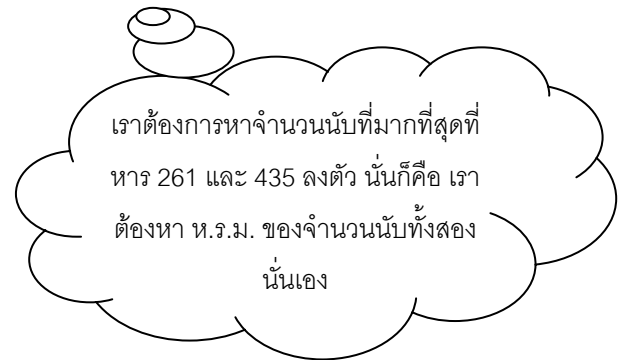 เราต้องการหาจำนวนนับที่มากที่สุดที่
หาร 261 และ 435 ลงตัว นั่นก็คือ เรา
ต้องหา ห.ร.ม. ของจำนวนนับทั้งสอง
นั่นเอง